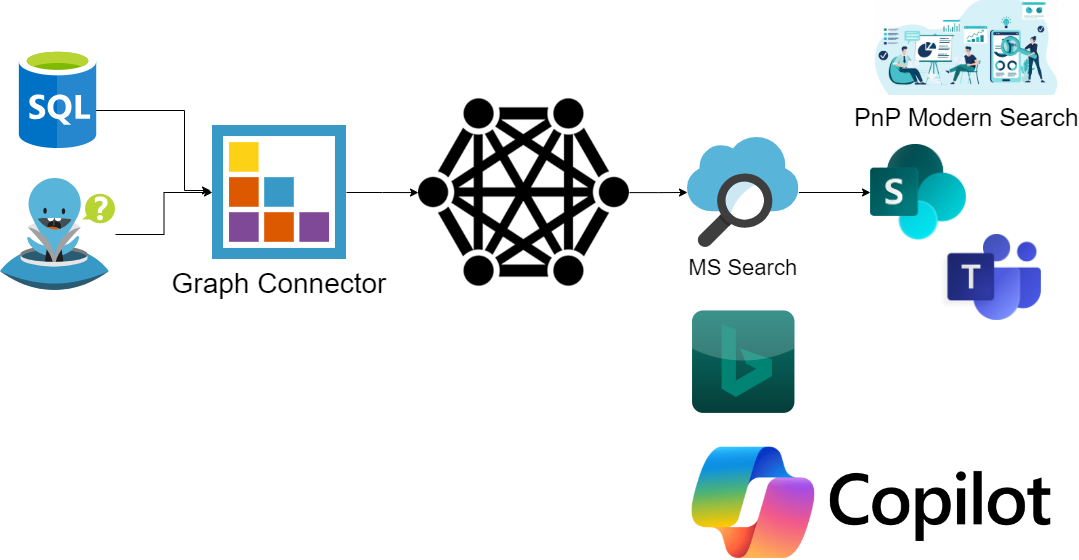 SQL
?
Graph Connector
MS Search
PnP Modern Search
S
T
Copilot